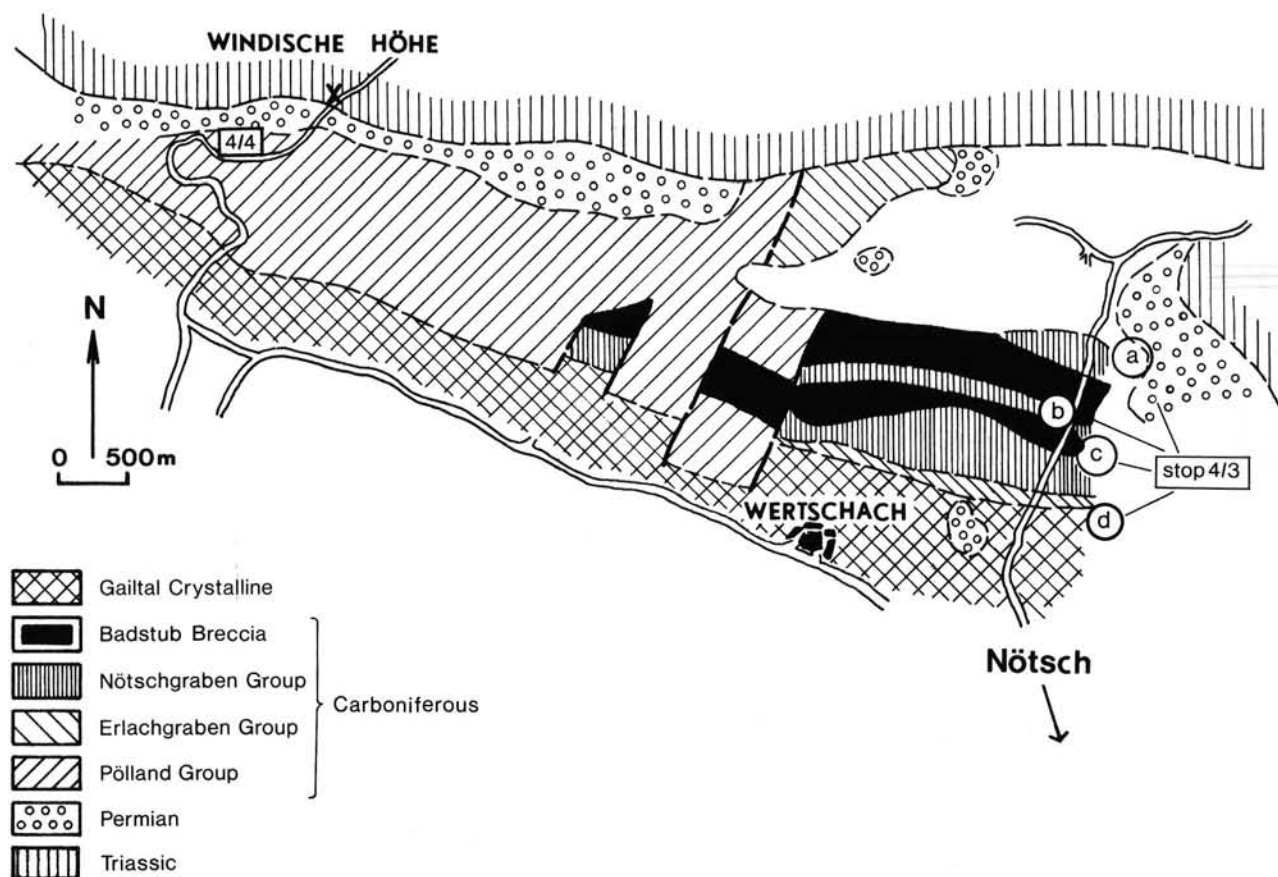 WINDISCHE HÖHE
4/4
N
0 500m
a
b
c
stop 4/3
d
WERTSCHACH
Nötsch
Gailtal Crystalline
Badstub Breccia
Nötschgraben Group
Erlachgraben Group
Carboniferous
Pölland Group
Permian
Triassic